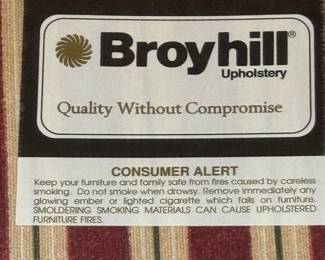 Broyhill®
Upholstery
Quality Without Compromise
CONSUMER ALERT
Keep your furniture and family safe from fires caused by careless
smoking. Do not smoke when drowsy. Remove immediately any
glowing ember or lighted cigarette which falls on furniture.
SMOLDERING SMOKING MATERIALS CAN CAUSE UPHOLSTERED
FURNITURE FIRES.